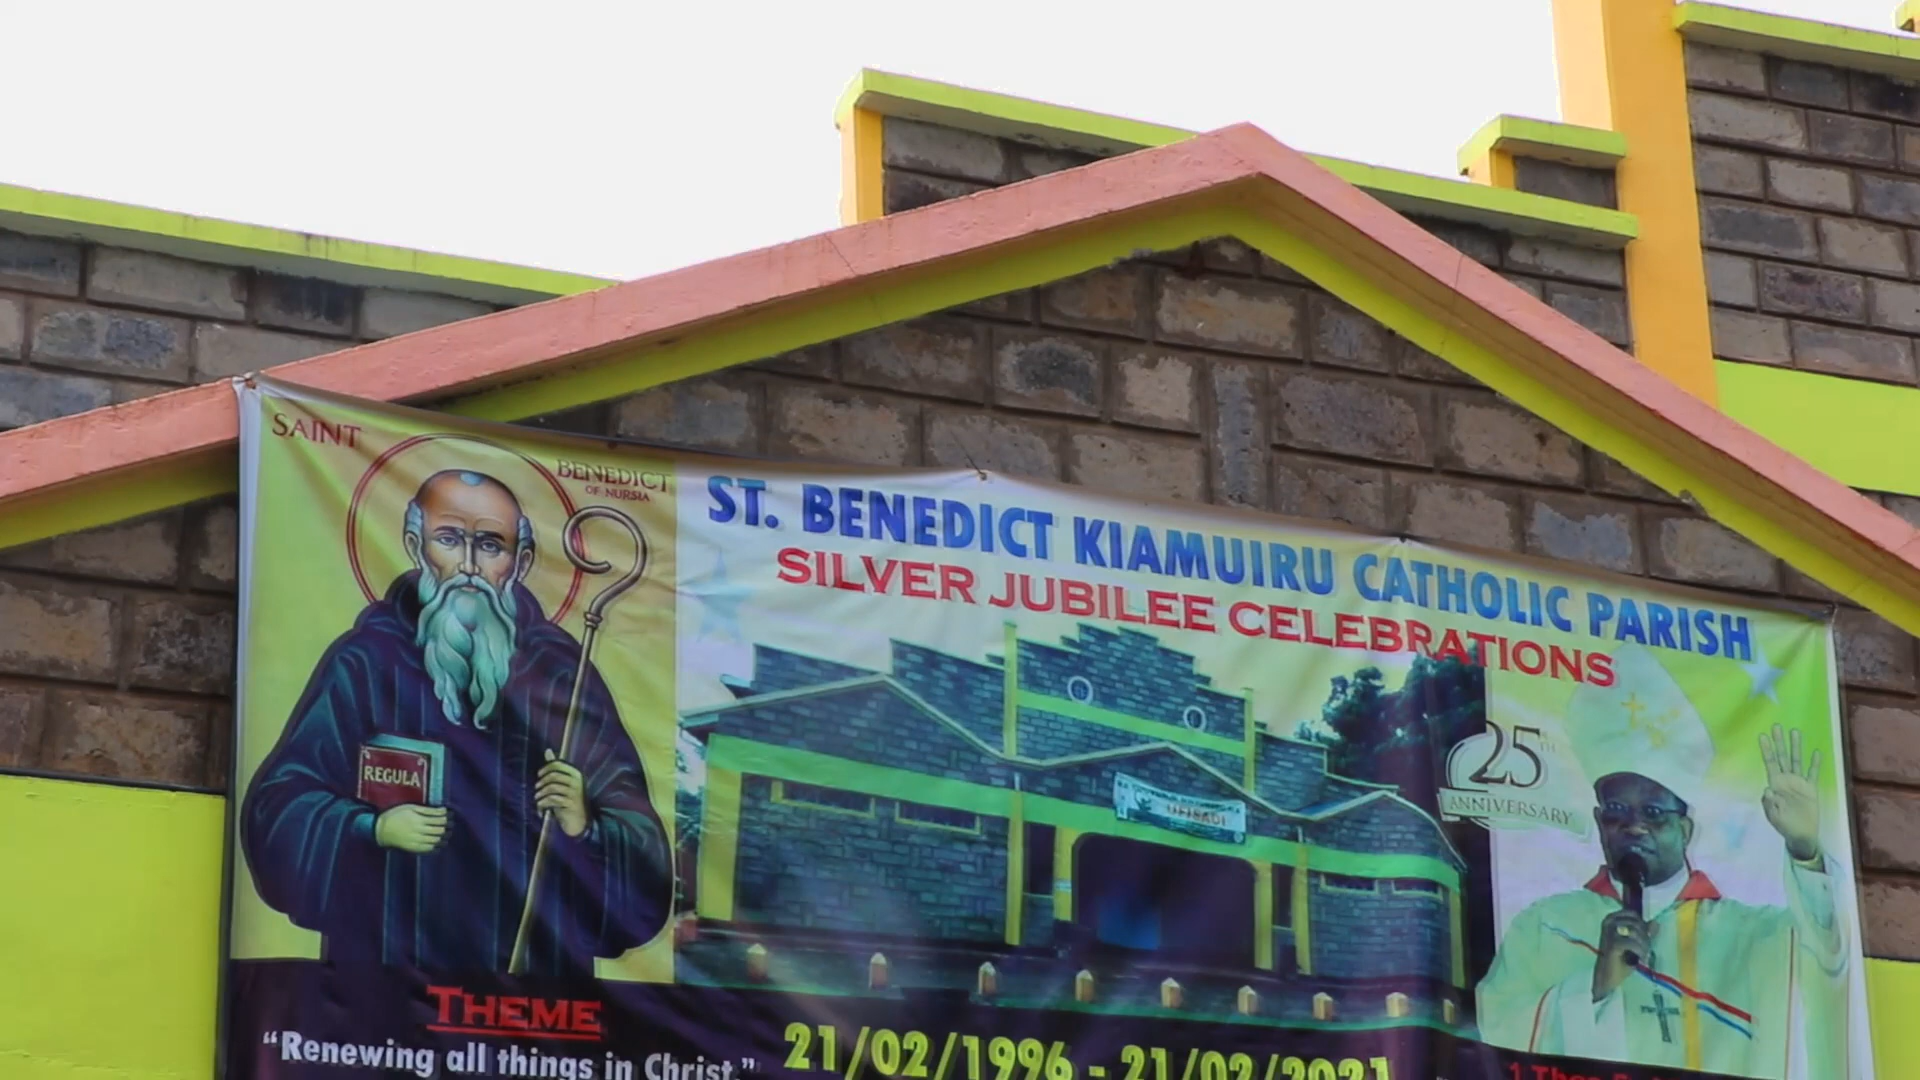 SAINT
BENEDICT
OF NURSIA
REGULA
ST. BENEDICT KIAMUIRU CATHOLIC PARISH
SILVER JUBILEE CELEBRATIONS
25TH
ANNIVERSARY
THEME
"Renewing all things in Christ."
21/02/1996 - 21/02/2021